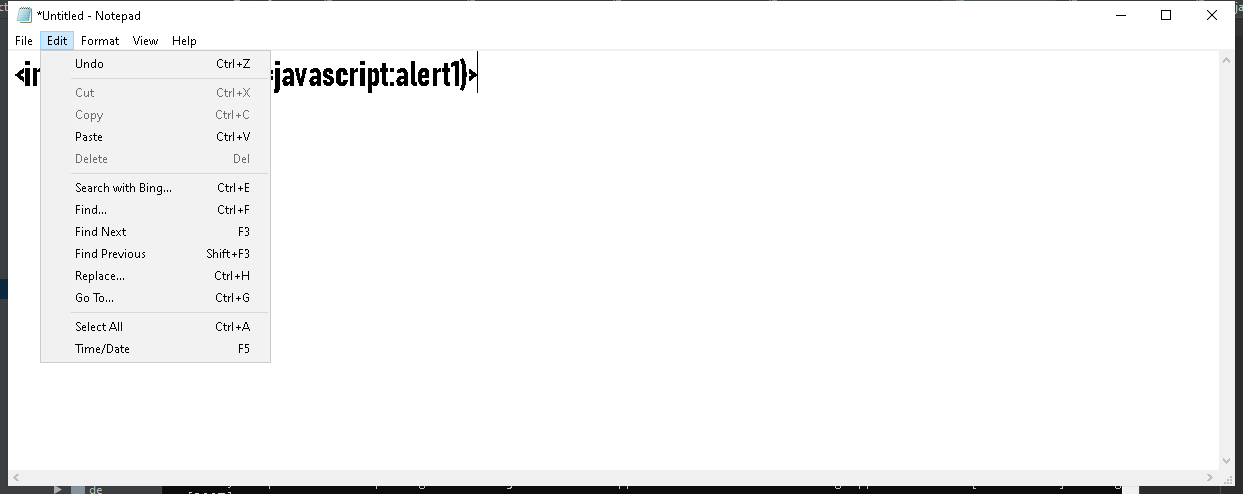 *Untitled - Notepad
File Edit Format View Help
<in javascript:alert1)>
Undo Ctrl+Z
Cut Ctrl+X
Copy Ctrl+C
Paste Ctrl+V
Delete Del
Search with Bing... Ctrl+E
Find... Ctrl+F
Find Next F3
Find Previous Shift+F3
Replace... Ctrl+H
Go To... Ctrl+G
Select All Ctrl+A
Time/Date F5
de